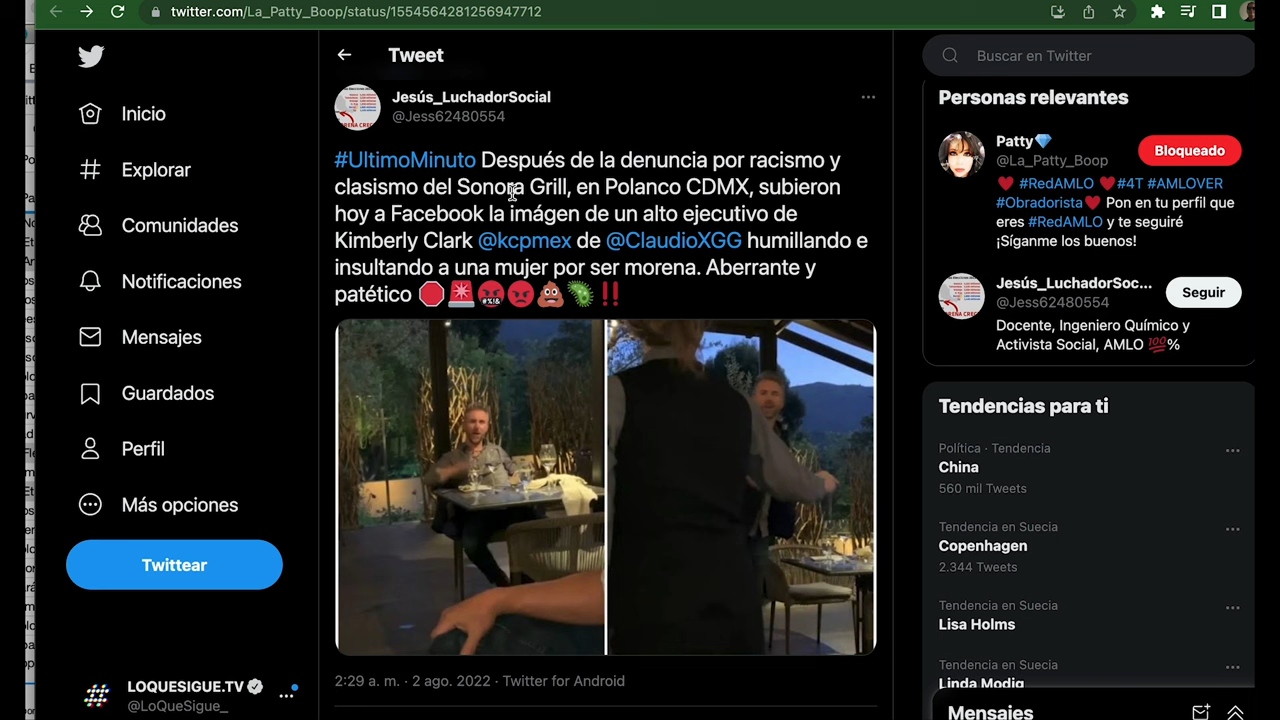 twitter.com/La_Patty_Boop/status/1554564281256947712
Inicio
Explorar
Comunidades
Notificaciones
Mensajes
Guardados
Perfil
Más opciones
Twittear
LOQUESIGUE.TV
@LoQueSigue_
Tweet
Jesús_LuchadorSocial
@Jess62480554
#UltimoMinuto Después de la denuncia por racismo y
clasismo del Sonora Grill, en Polanco CDMX, subieron
hoy a Facebook la imágen de un alto ejecutivo de
Kimberly Clark @kcpmex de @ClaudioXGG humillando e
insultando a una mujer por ser morena. Aberrante y
patético 🛑🚨🤬😡💩🦠‼️
2:29 a. m. · 2 ago. 2022 · Twitter for Android
Buscar en Twitter
Personas relevantes
Patty💎
@La_Patty_Boop
Bloqueado
♥️ #RedAMLO ♥️#4T #AMLOVER
#Obradorista♥️ Pon en tu perfil que
eres #RedAMLO y te seguiré
¡Síganme los buenos!
Jesús_LuchadorSoc...
@Jess62480554
Seguir
Docente, Ingeniero Químico y
Activista Social, AMLO 💯%
Tendencias para ti
Política · Tendencia
China
560 mil Tweets
Tendencia en Suecia
Copenhagen
2.344 Tweets
Tendencia en Suecia
Lisa Holms
Tendencia en Suecia
Linda Modig
Mensajes